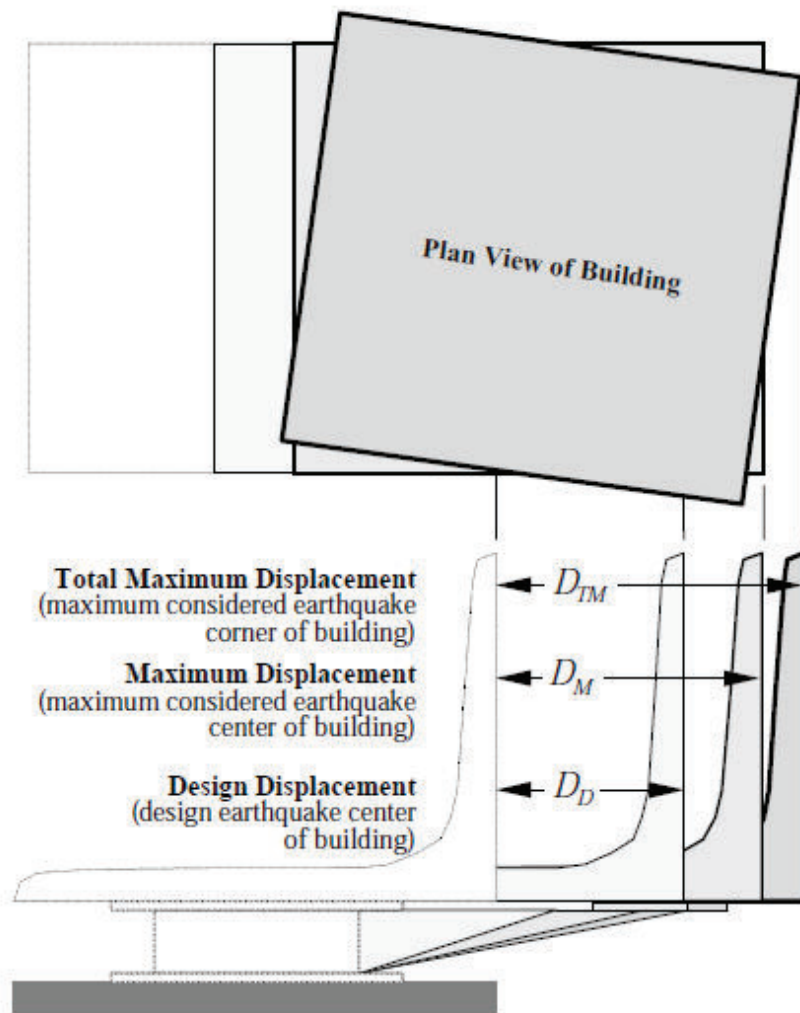 Plan View of Building
Total Maximum Displacement
(maximum considered earthquake
corner of building)
D_TM
Maximum Displacement
(maximum considered earthquake
center of building)
D_M
Design Displacement
(design earthquake center
of building)
D_D